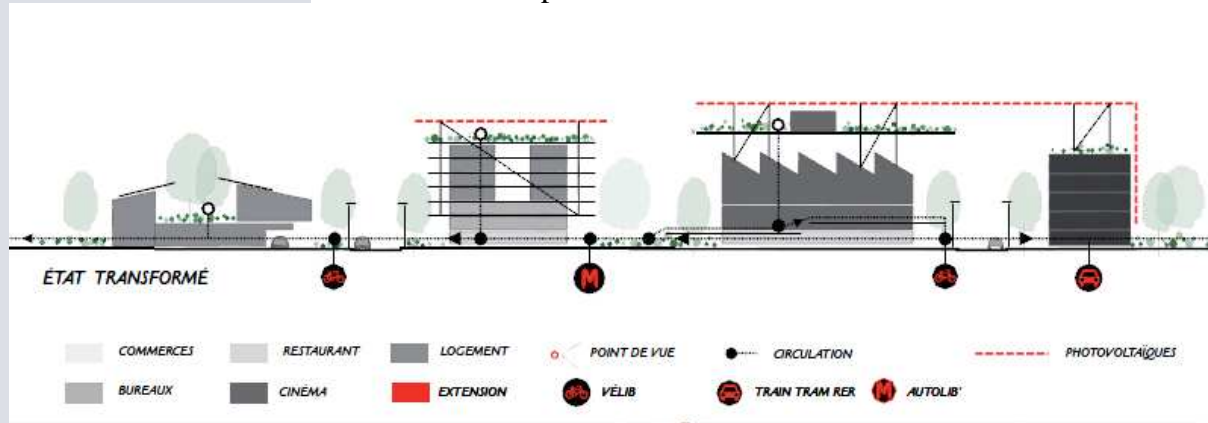 ÉTAT TRANSFORMÉ
M
COMMERCES RESTAURANT LOGEMENT POINT DE VUE CIRCULATION PHOTOVOLTAÏQUES
BUREAUX CINÉMA EXTENSION VÉLIB TRAIN TRAM RER M AUTOLIB'